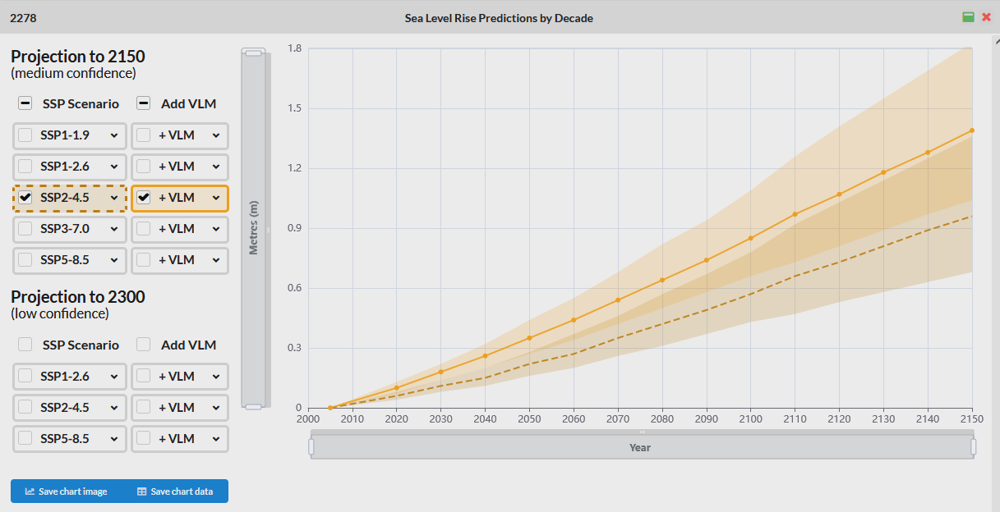 2278
Sea Level Rise Predictions by Decade
Projection to 2150
(medium confidence)
SSP Scenario Add VLM
SSP1-1.9 + VLM
SSP1-2.6 + VLM
SSP2-4.5 + VLM
SSP3-7.0 + VLM
SSP5-8.5 + VLM
Projection to 2300
(low confidence)
SSP Scenario Add VLM
SSP1-2.6 + VLM
SSP2-4.5 + VLM
SSP5-8.5 + VLM
Save chart image Save chart data
Metres (m)
1.8
1.5
1.2
0.9
0.6
0.3
0
2000 2010 2020 2030 2040 2050 2060 2070 2080 2090 2100 2110 2120 2130 2140 2150
Year